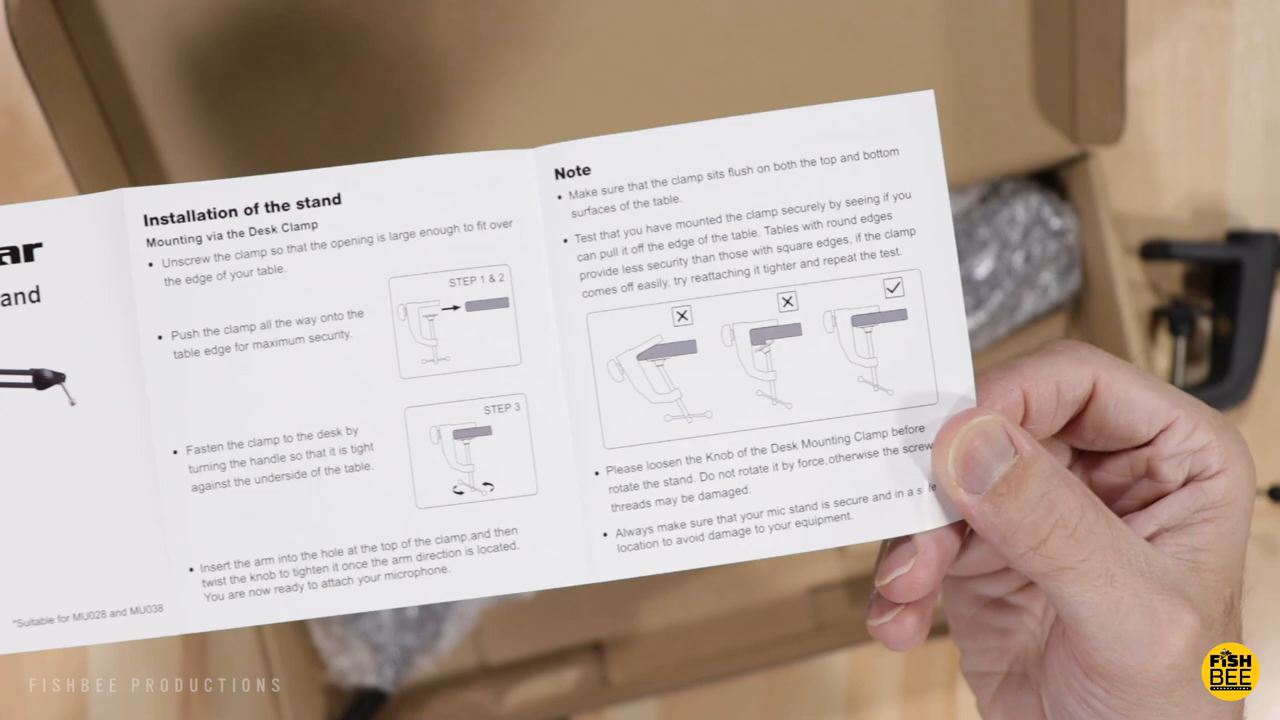 ar
and
*Suitable for MU028 and MU038
Installation of the stand
Mounting via the Desk Clamp
• Unscrew the clamp so that the opening is large enough to fit over
the edge of your table.
STEP 1 & 2
• Push the clamp all the way onto the
table edge for maximum security.
STEP 3
• Fasten the clamp to the desk by
turning the handle so that it is tight
against the underside of the table.
• Insert the arm into the hole at the top of the clamp,and then
twist the knob to tighten it once the arm direction is located.
You are now ready to attach your microphone.
Note
• Make sure that the clamp sits flush on both the top and bottom
surfaces of the table.
• Test that you have mounted the clamp securely by seeing if you
can pull it off the edge of the table. Tables with round edges
provide less security than those with square edges, if the clamp
comes off easily, try reattaching it tighter and repeat the test.
• Please loosen the Knob of the Desk Mounting Clamp before
rotate the stand. Do not rotate it by force,otherwise the screw
threads may be damaged.
• Always make sure that your mic stand is secure and in a safe
location to avoid damage to your equipment.
FISHBEE PRODUCTIONS
FISH
BEE
PRODUCTIONS